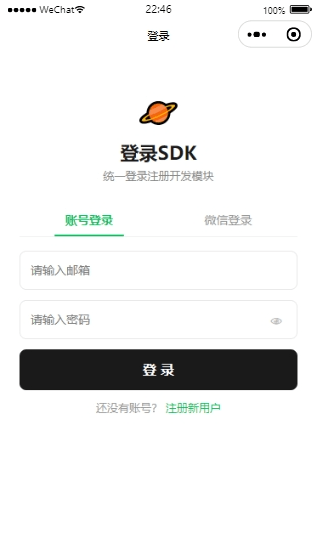 WeChat 22:46 100%
登录
登录SDK
统一登录注册开发模块
账号登录 微信登录
请输入邮箱
请输入密码
登 录
还没有账号? 注册新用户